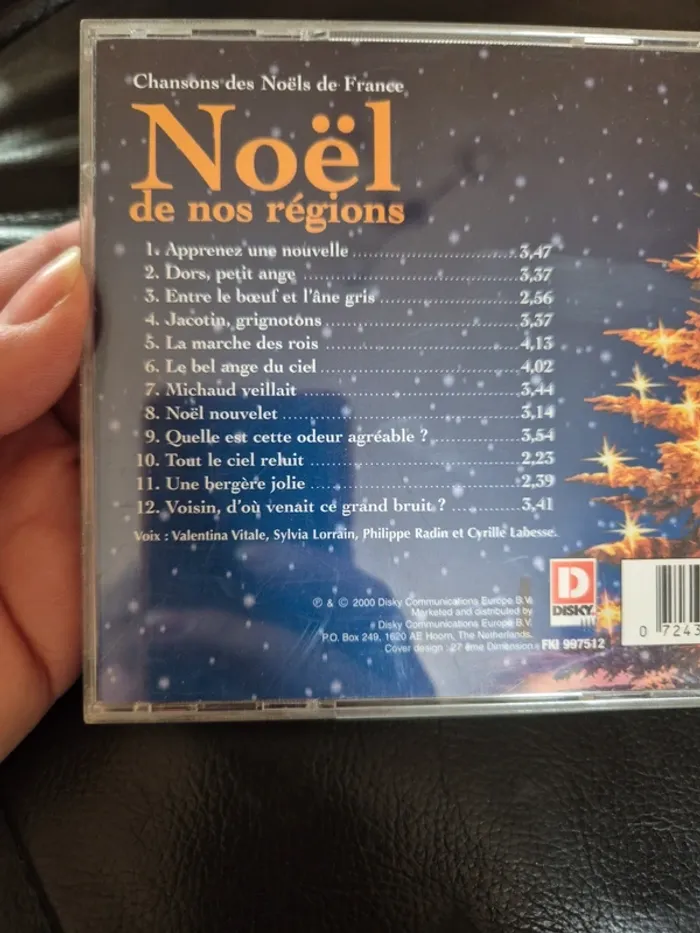 Chansons des Noëls de France
Noël
de nos régions
1. Apprenez une nouvelle ... 3,47
2. Dors, petit ange ... 3,37
3. Entre le bœuf et l'âne gris ... 2,56
4. Jacotin, grignotons ... 3,37
5. La marche des rois ... 4,13
6. Le bel ange du ciel ... 4,02
7. Michaud veillait ... 3,44
8. Noël nouvelet ... 3,14
9. Quelle est cette odeur agréable ? ... 3,54
10. Tout le ciel reluit ... 2,23
11. Une bergère jolie ... 2,39
12. Voisin, d'où venait ce grand bruit ? ... 3,41
Voix : Valentina Vitale, Sylvia Lorrain, Philippe Radin et Cyrille Labesse.
℗ & © 2000 Disky Communications Europe B.V.
Marketed and distributed by
Disky Communications Europe B.V.
P.O. Box 249, 1620 AE Hoorn, The Netherlands.
Cover design : 27 ème Dimension. FKI 997512
D
DISKY
0 7243